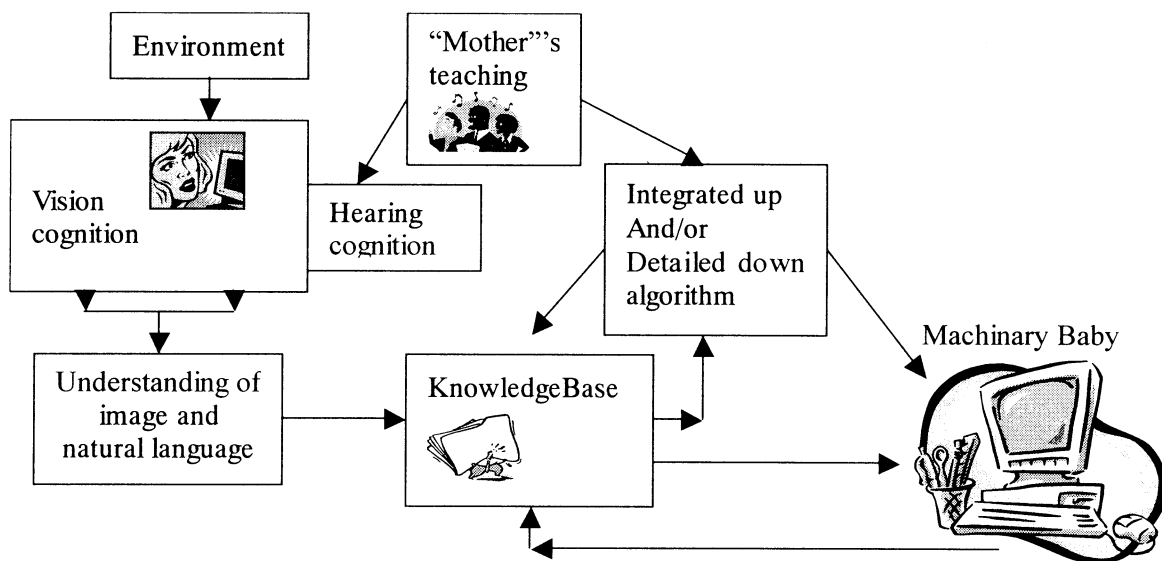 Environment
“Mother”’s
teaching
Vision
cognition
Hearing
cognition
Integrated up
And/or
Detailed down
algorithm
Machinary Baby
Understanding of
image and
natural language
KnowledgeBase